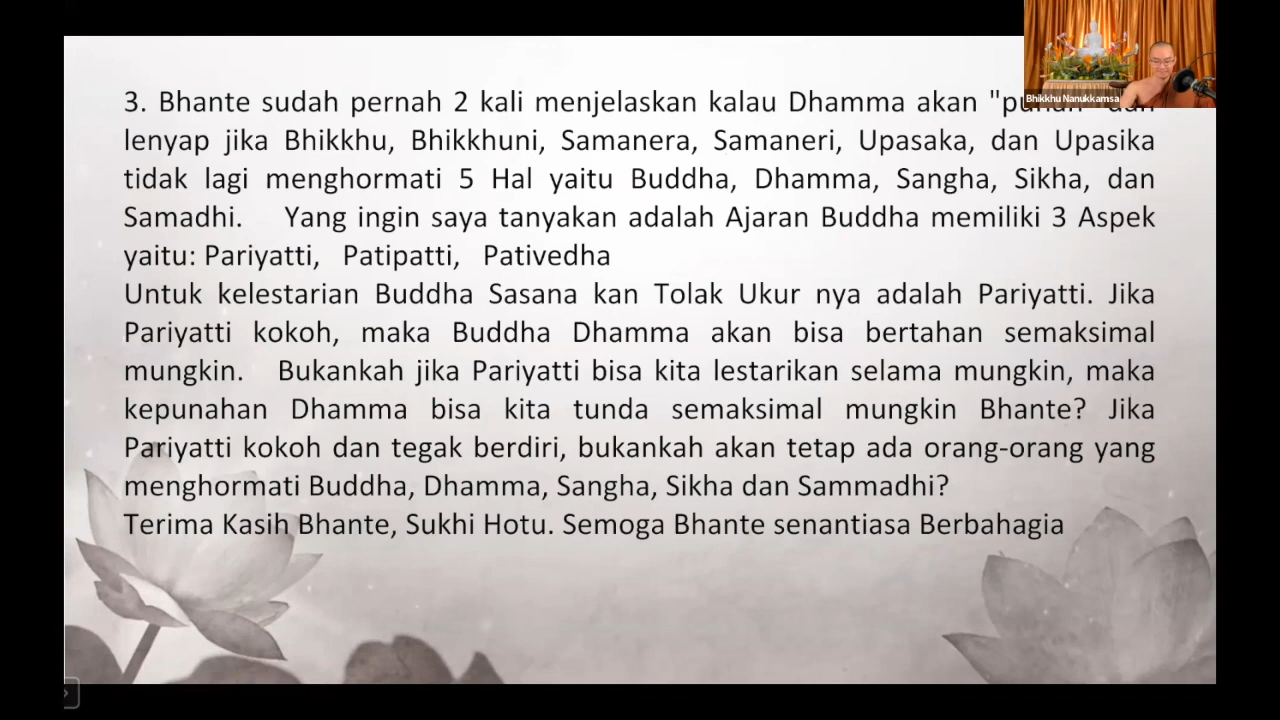 3. Bhante sudah pernah 2 kali menjelaskan kalau Dhamma akan
lenyap jika Bhikkhu, Bhikkhuni, Samanera, Samaneri, Upasaka, dan Upasika
tidak lagi menghormati 5 Hal yaitu Buddha, Dhamma, Sangha, Sikha, dan
Samadhi. Yang ingin saya tanyakan adalah Ajaran Buddha memiliki 3 Aspek
yaitu: Pariyatti, Patipatti, Pativedha
Untuk kelestarian Buddha Sasana kan Tolak Ukur nya adalah Pariyatti. Jika
Pariyatti kokoh, maka Buddha Dhamma akan bisa bertahan semaksimal
mungkin. Bukankah jika Pariyatti bisa kita lestarikan selama mungkin, maka
kepunahan Dhamma bisa kita tunda semaksimal mungkin Bhante? Jika
Pariyatti kokoh dan tegak berdiri, bukankah akan tetap ada orang-orang yang
menghormati Buddha, Dhamma, Sangha, Sikha dan Sammadhi?
Terima Kasih Bhante, Sukhi Hotu. Semoga Bhante senantiasa Berbahagia
Bhikkhu Nanukkamsa